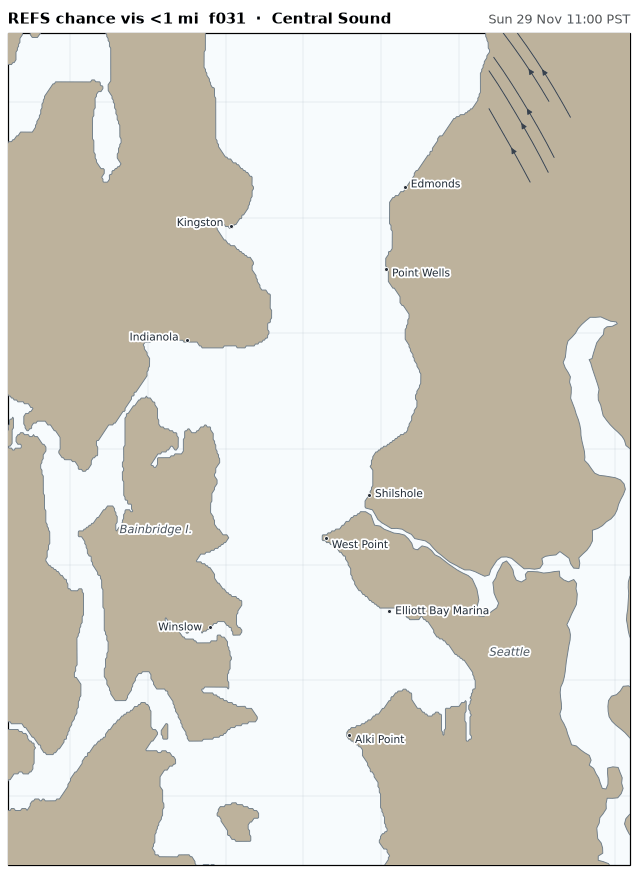 REFS chance vis <1 mi f031 · Central Sound
Sun 29 Nov 11:00 PST
Edmonds
Kingston
Point Wells
Indianola
Shilshole
Bainbridge I.
West Point
Elliott Bay Marina
Winslow
Seattle
Alki Point